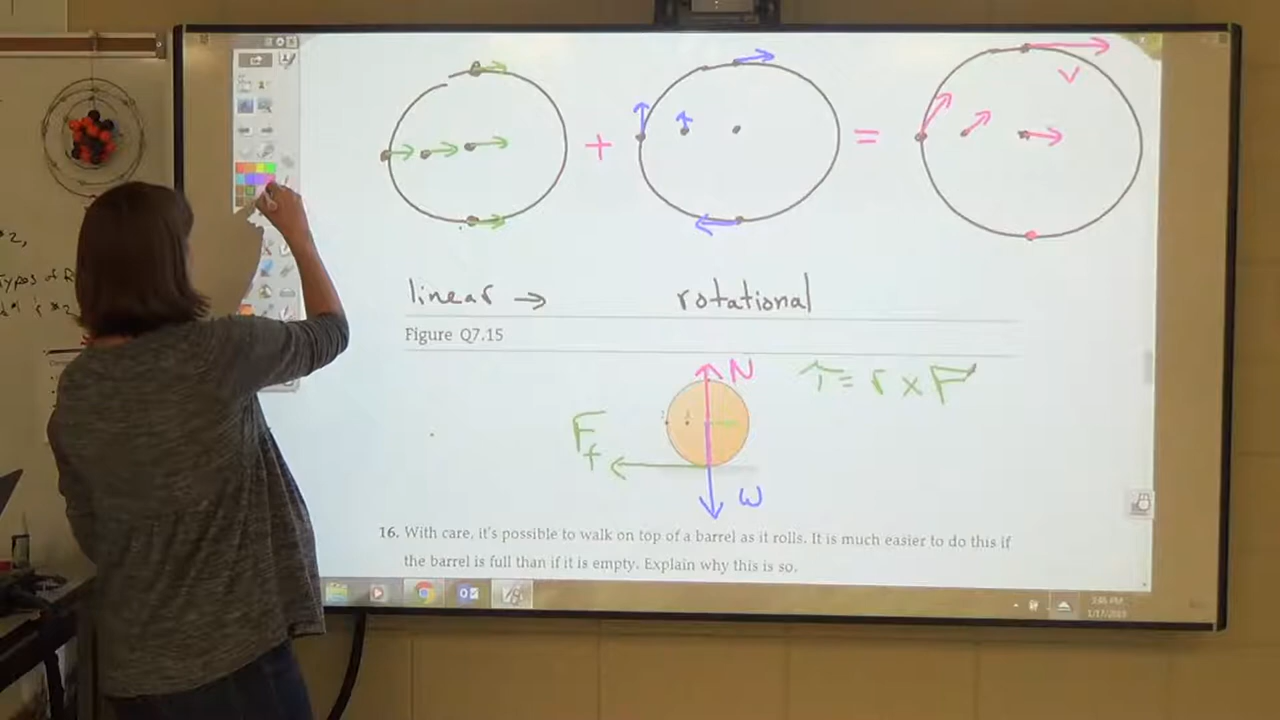 + =
V
linear → rotational
Figure Q7.15
N
τ = r × F
Ff
w
16. With care, it's possible to walk on top of a barrel as it rolls. It is much easier to do this if
the barrel is full than if it is empty. Explain why this is so.